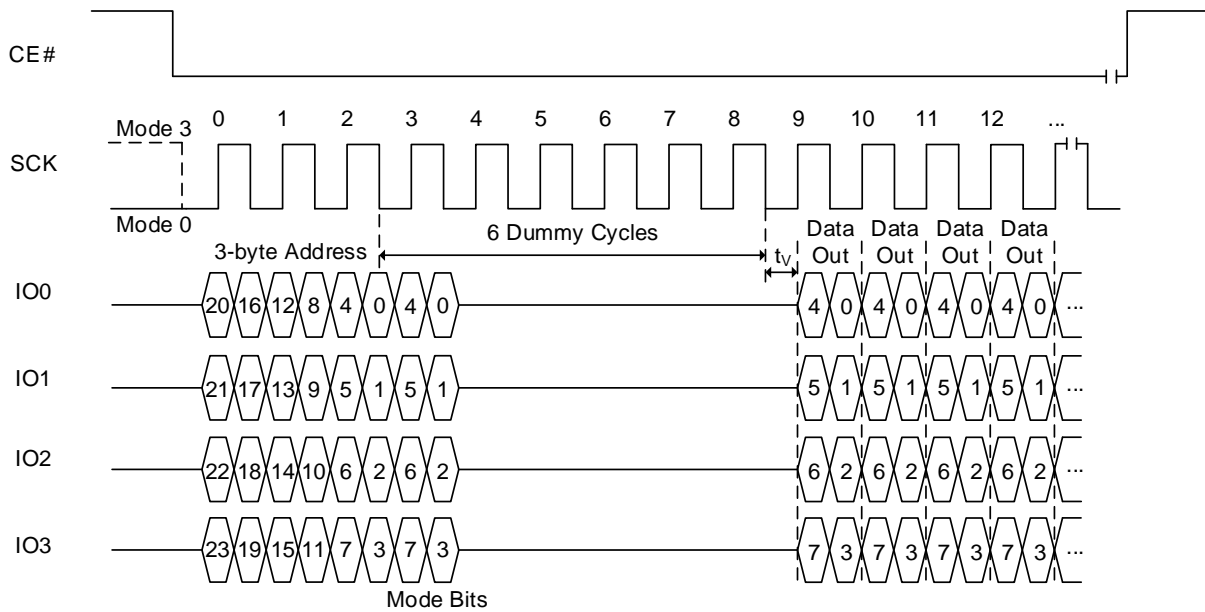 CE#
0 1 2 3 4 5 6 7 8 9 10 11 12 ...
Mode 3
SCK
Mode 0
3-byte Address
6 Dummy Cycles
tV
Data Out
Data Out
Data Out
Data Out
IO0
20 16 12 8 4 0 4 0
4 0 4 0 4 0 4 0 ...
IO1
21 17 13 9 5 1 5 1
5 1 5 1 5 1 5 1 ...
IO2
22 18 14 10 6 2 6 2
6 2 6 2 6 2 6 2 ...
IO3
23 19 15 11 7 3 7 3
7 3 7 3 7 3 7 3 ...
Mode Bits